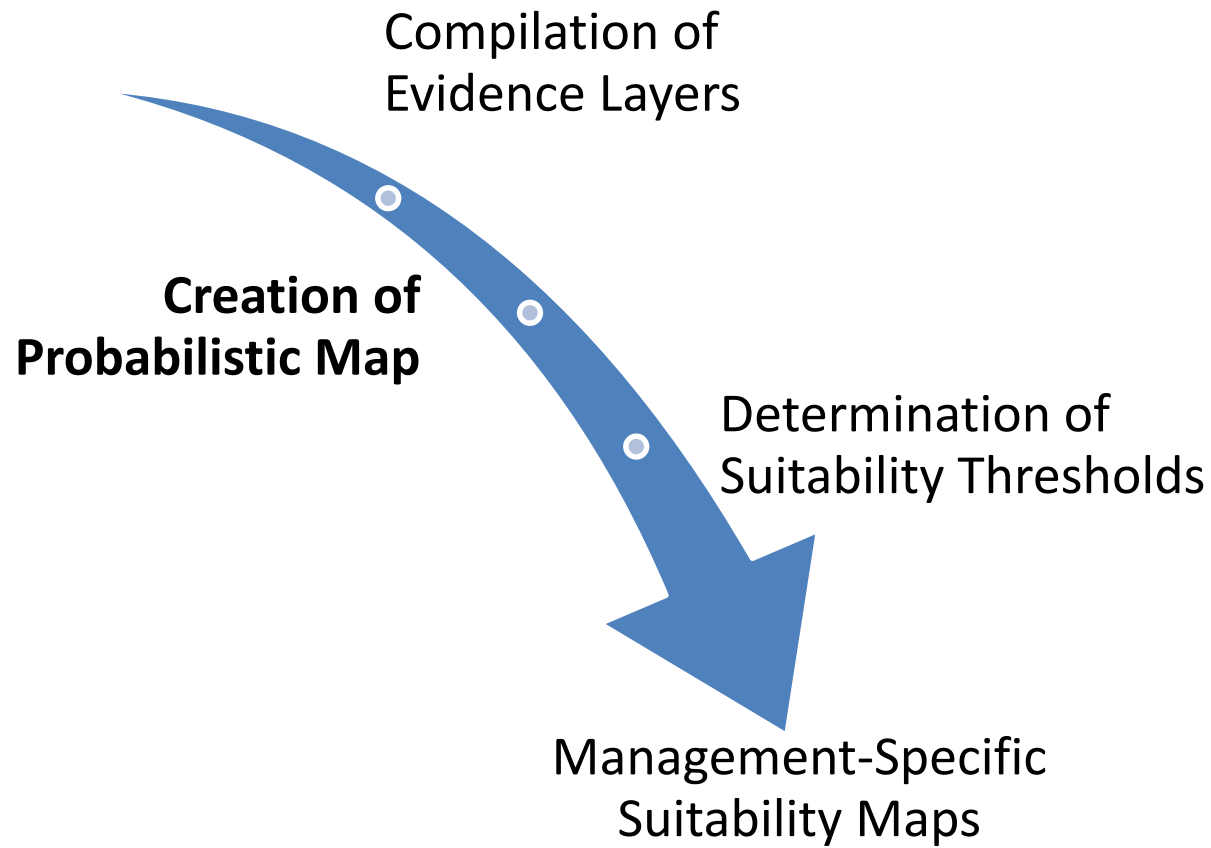 Compilation of
Evidence Layers
Creation of
Probabilistic Map
Determination of
Suitability Thresholds
Management-Specific
Suitability Maps